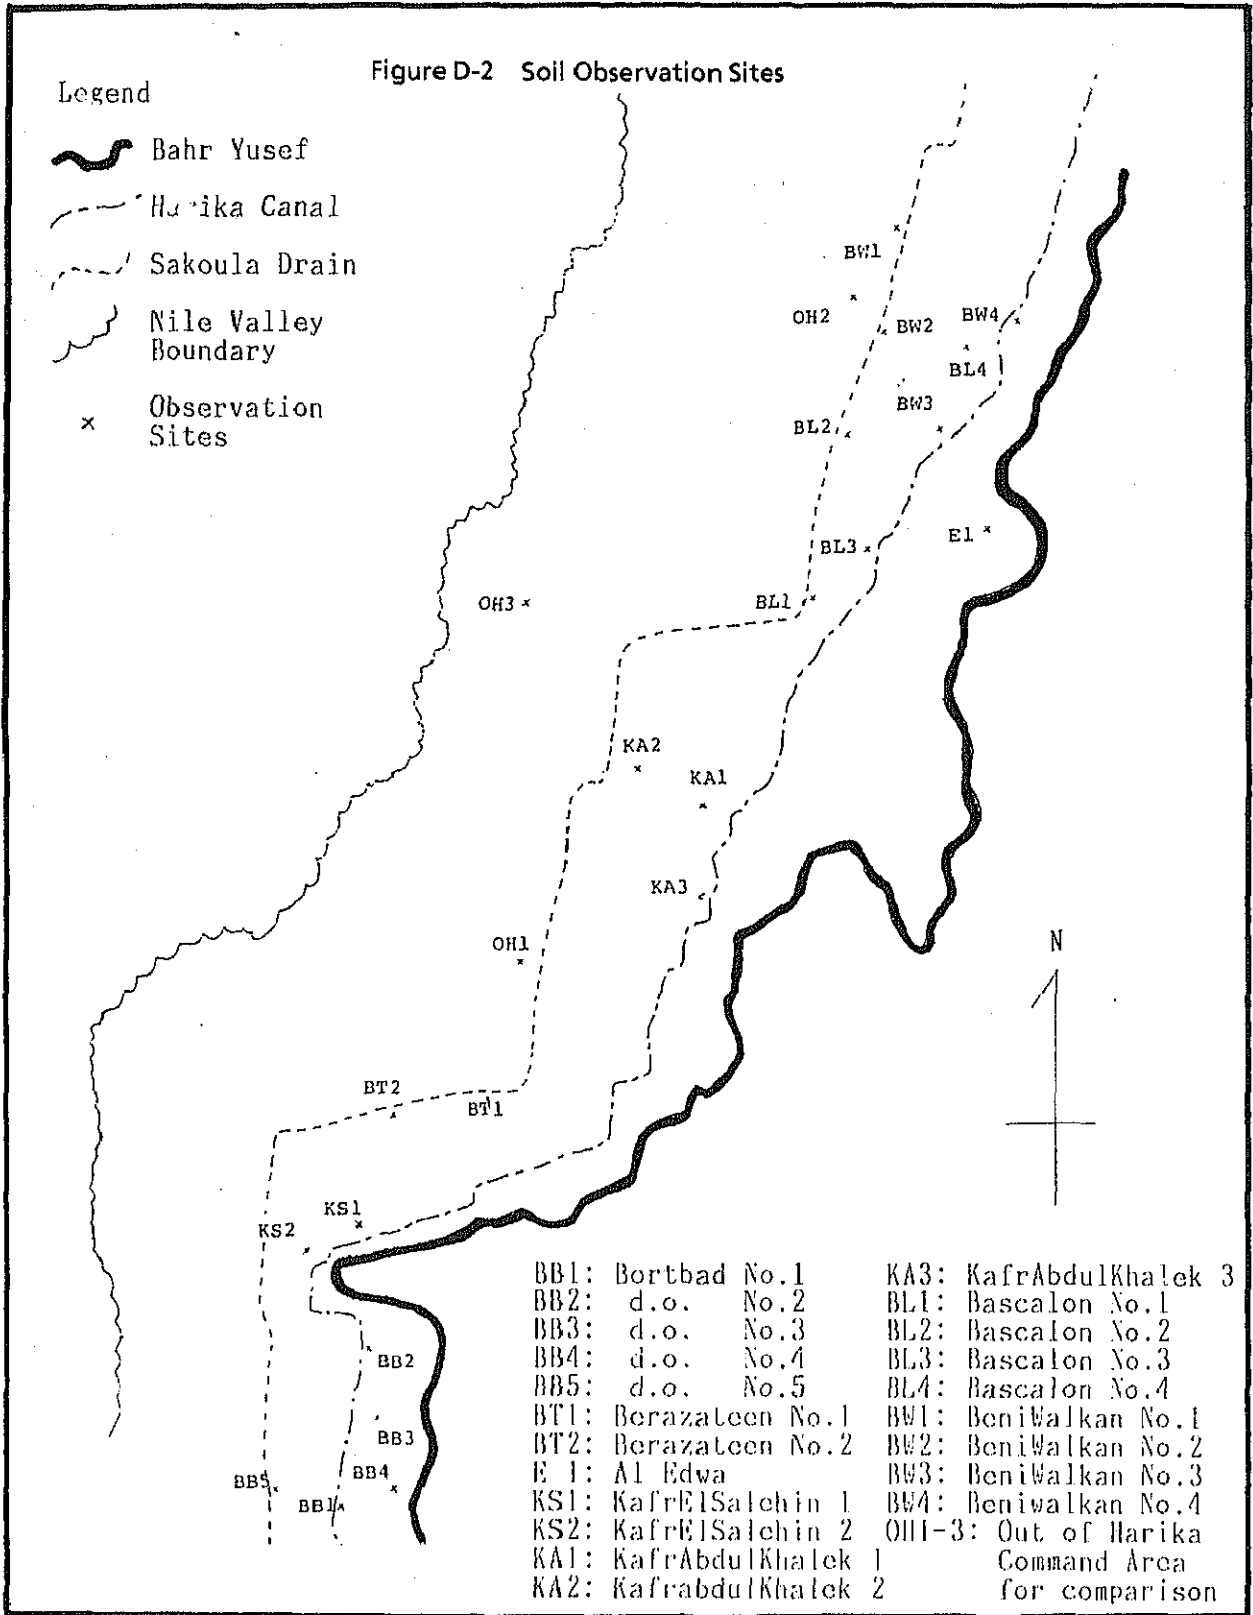 Figure D-2 Soil Observation Sites
Legend
Bahr Yusef
Harika Canal
Sakoula Drain
Nile Valley
Boundary
Observation
Sites
BW1
OH2
BW2
BW4
BL4
BW3
BL2
E1
BL3
OH3
BL1
KA2
KA1
KA3
OH1
N
BT2
BT1
KS1
KS2
BB2
BB3
BB4
BB5
BB1
BB1: Bortbad No.1
BB2: d.o. No.2
BB3: d.o. No.3
BB4: d.o. No.4
BB5: d.o. No.5
BT1: Berazateen No.1
BT2: Berazateen No.2
E 1: Al Edwa
KS1: KafrElSalehin 1
KS2: KafrElSalehin 2
KA1: KafrAbdulKhalek 1
KA2: KafrabdulKhalek 2
KA3: KafrAbdulKhalek 3
BL1: Bascalon No.1
BL2: Bascalon No.2
BL3: Bascalon No.3
BL4: Bascalon No.4
BW1: BeniWalkan No.1
BW2: BeniWalkan No.2
BW3: BeniWalkan No.3
BW4: Beniwalkan No.4
OH1-3: Out of Harika
Command Area
for comparison